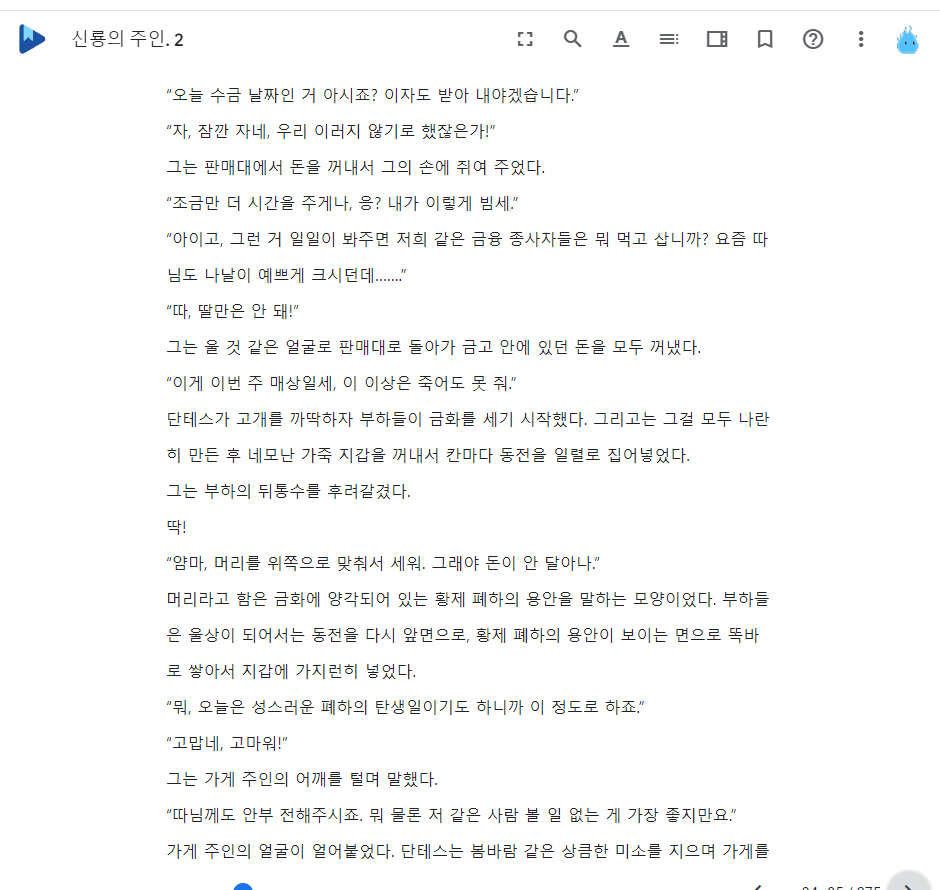 신룡의 주인. 2
“오늘 수금 날짜인 거 아시죠? 이자도 받아 내야겠습니다.”
“자, 잠깐 자네, 우리 이러지 않기로 했잖은가!”
그는 판매대에서 돈을 꺼내서 그의 손에 쥐여 주었다.
“조금만 더 시간을 주게나, 응? 내가 이렇게 빔세.”
“아이고, 그런 거 일일이 봐주면 저희 같은 금융 종사자들은 뭐 먹고 삽니까? 요즘 따
님도 나날이 예쁘게 크시던데…….”
“따, 딸만은 안 돼!”
그는 울 것 같은 얼굴로 판매대로 돌아가 금고 안에 있던 돈을 모두 꺼냈다.
“이게 이번 주 매상일세, 이 이상은 죽어도 못 줘.”
단테스가 고개를 까딱하자 부하들이 금화를 세기 시작했다. 그리고는 그걸 모두 나란
히 만든 후 네모난 가죽 지갑을 꺼내서 칸마다 동전을 일렬로 집어넣었다.
그는 부하의 뒤통수를 후려갈겼다.
딱!
“얌마, 머리를 위쪽으로 맞춰서 세워. 그래야 돈이 안 달아나.”
머리라고 함은 금화에 양각되어 있는 황제 폐하의 용안을 말하는 모양이었다. 부하들
은 울상이 되어서는 동전을 다시 앞면으로, 황제 폐하의 용안이 보이는 면으로 똑바
로 쌓아서 지갑에 가지런히 넣었다.
“뭐, 오늘은 성스러운 폐하의 탄생일이기도 하니까 이 정도로 하죠.”
“고맙네, 고마워!”
그는 가게 주인의 어깨를 털며 말했다.
“따님께도 안부 전해주시죠. 뭐 물론 저 같은 사람 볼 일 없는 게 가장 좋지만요.”
가게 주인의 얼굴이 얼어붙었다. 단테스는 봄바람 같은 상큼한 미소를 지으며 가게를